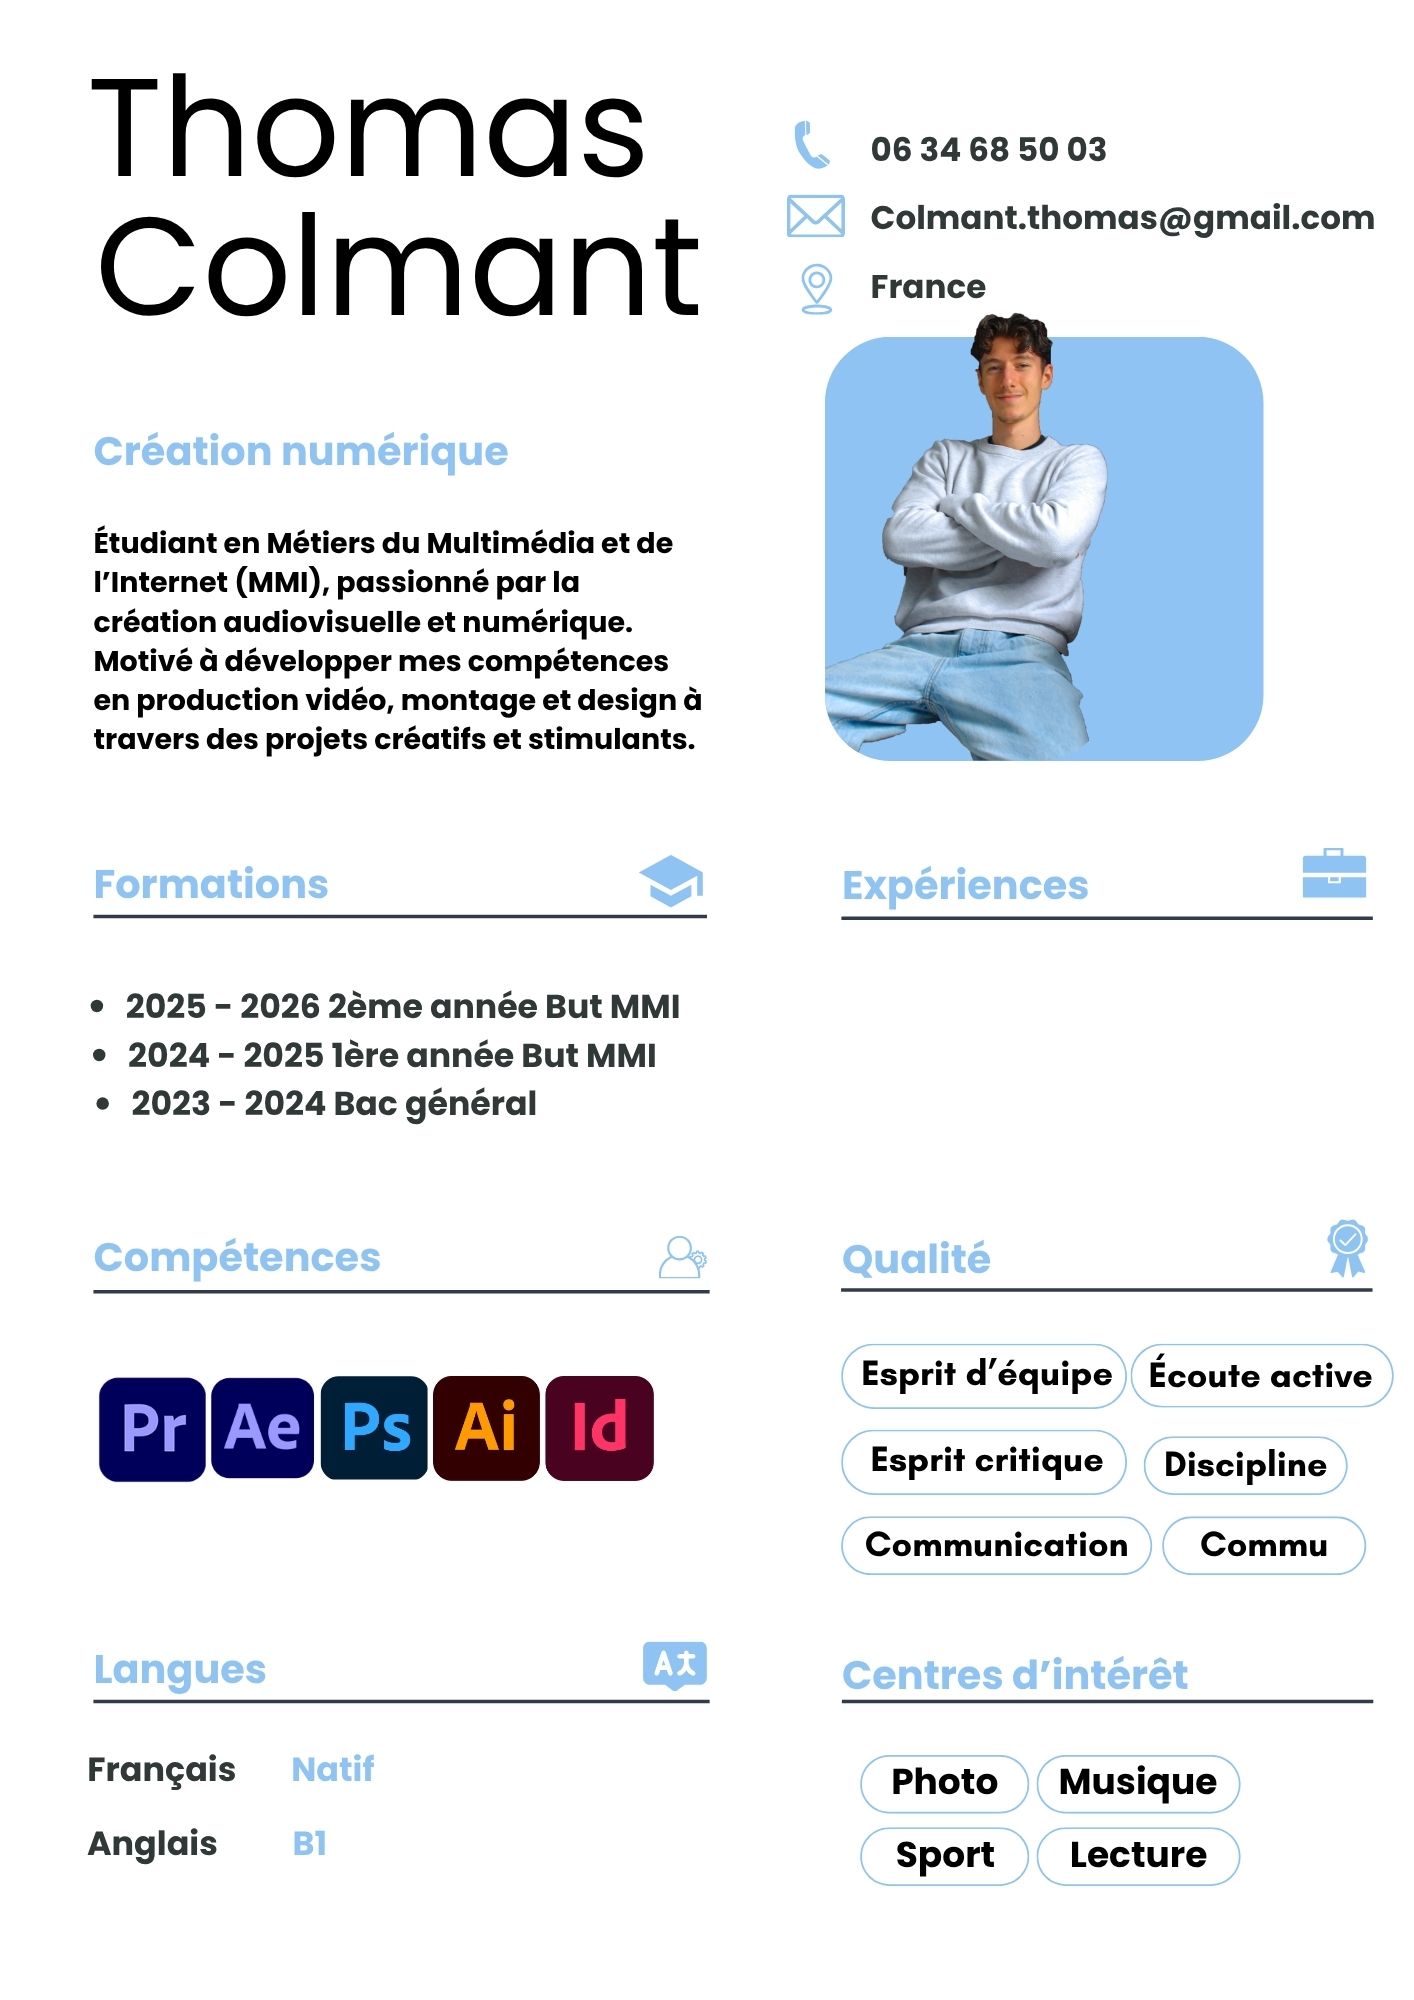 Thomas
Colmant
06 34 68 50 03
Colmant.thomas@gmail.com
France
Création numérique
Étudiant en Métiers du Multimédia et de
l’Internet (MMI), passionné par la
création audiovisuelle et numérique.
Motivé à développer mes compétences
en production vidéo, montage et design à
travers des projets créatifs et stimulants.
Formations
2025 - 2026 2ème année But MMI
2024 - 2025 1ère année But MMI
2023 - 2024 Bac général
Expériences
Compétences
Pr Ae Ps Ai Id
Qualité
Esprit d’équipe Écoute active
Esprit critique Discipline
Communication Commu
Langues
Français Natif
Anglais B1
Centres d’intérêt
Photo Musique
Sport Lecture